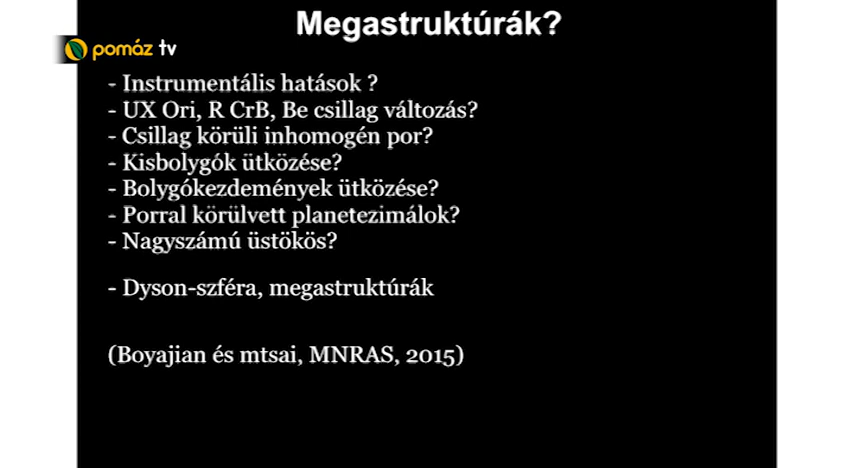 Megastruktúrák?
pomáz tv
- Instrumentális hatások ?
- UX Ori, R CrB, Be csillag változás?
- Csillag körüli inhomogén por?
- Kisbolygók ütközése?
- Bolygókezdemények ütközése?
- Porral körülvett planetezimálok?
- Nagyszámú üstökös?
- Dyson-szféra, megastruktúrák
(Boyajian és mtsai, MNRAS, 2015)